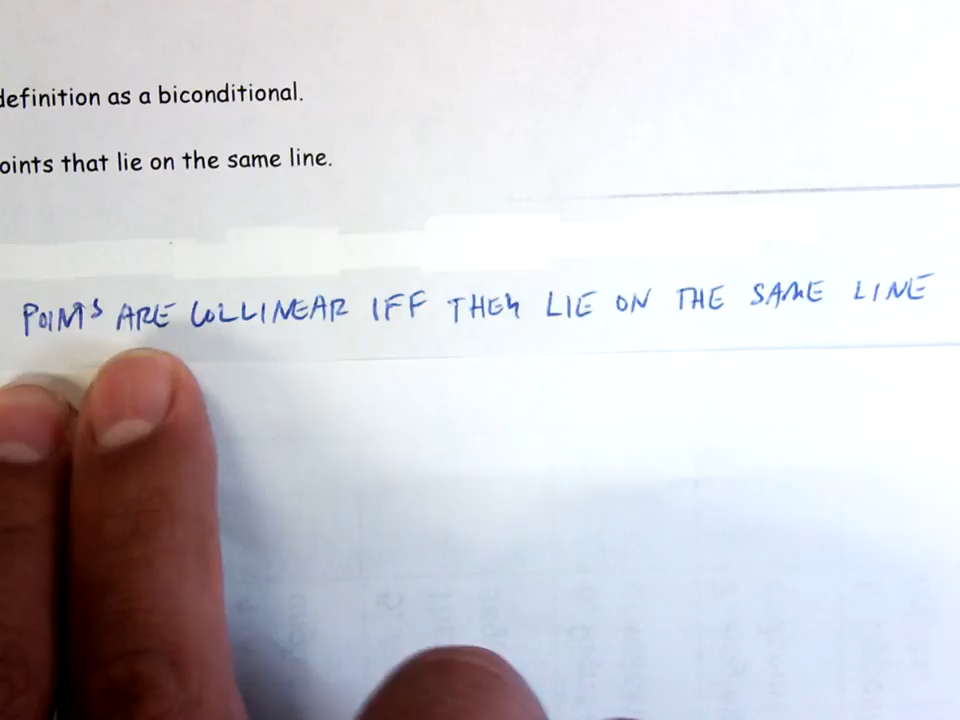 definition as a biconditional.
oints that lie on the same line.
POINTS ARE COLLINEAR IFF THEY LIE ON THE SAME LINE